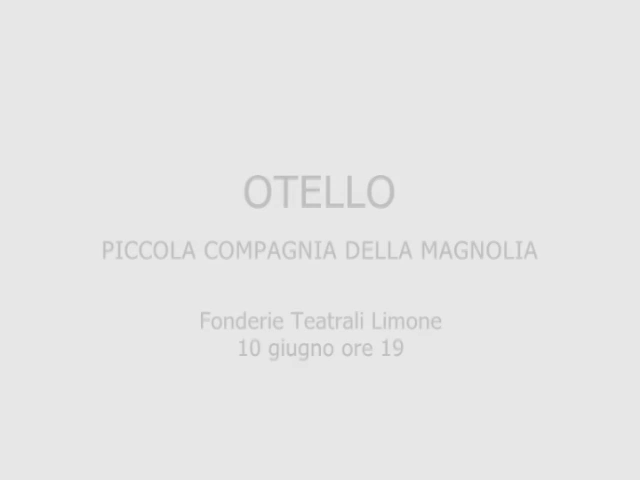 OTELLO
PICCOLA COMPAGNIA DELLA MAGNOLIA
Fonderie Teatrali Limone
10 giugno ore 19